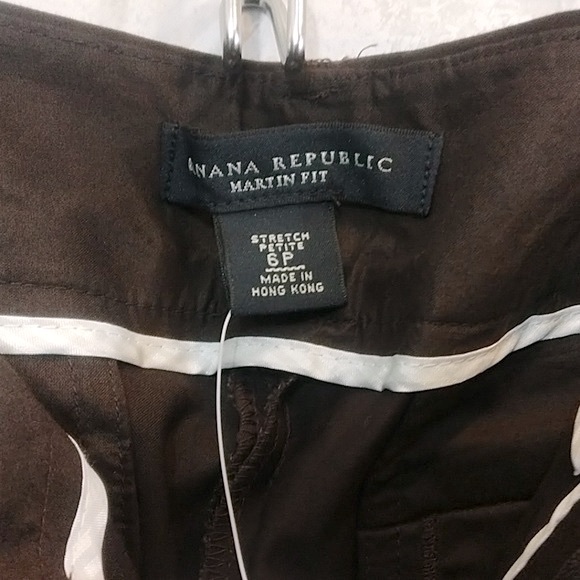 ANANA REPUBLIC
MARTIN FIT
STRETCH
PETITE
6P
MADE IN
HONG KONG